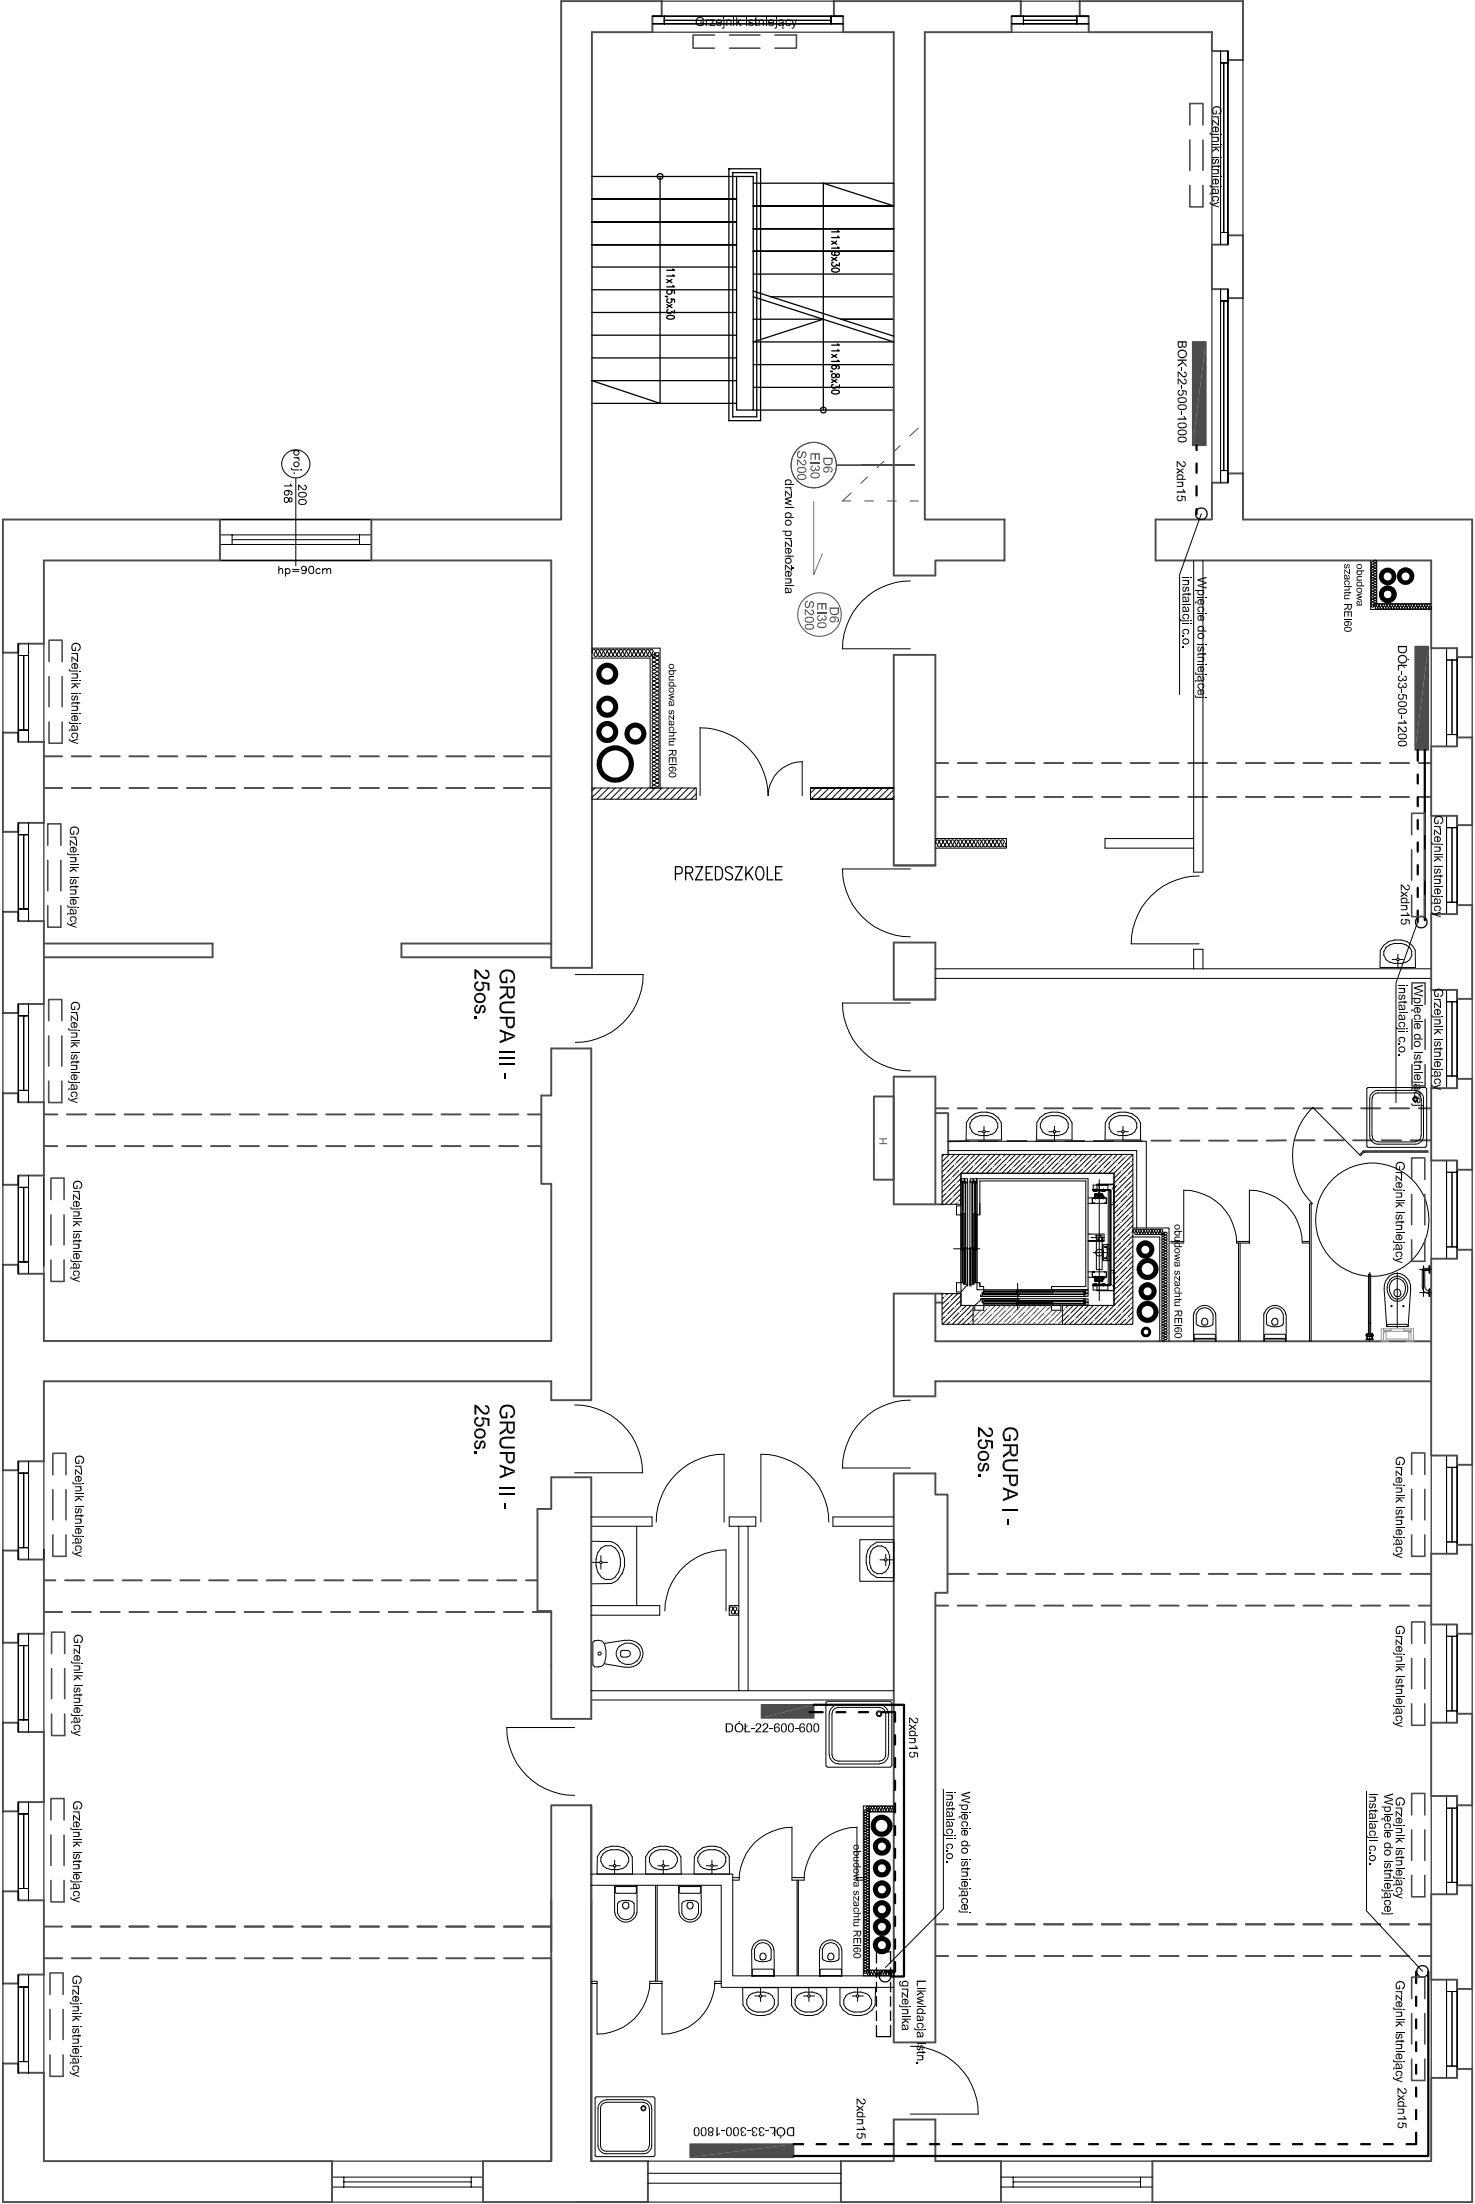 Grzejnik istniejący
Grzejnik istniejący
11x19x30
11x15,5x30
11x16,8x30
BOK-22-500-1000
2xdn15
D6
EI30
S200
drzwi do przełożenia
D6
EI30
S200
proj.
200
168
hp=90cm
Wpięcie do istniejącej
instalacji c.o.
obudowa
szachtu REI60
DÓŁ-33-500-1200
Grzejnik istniejący
2xdn15
obudowa szachtu REI60
Grzejnik istniejący
Grzejnik istniejący
PRZEDSZKOLE
GRUPA III -
25os.
Grzejnik istniejący
Wpięcie do istniejącej
instalacji c.o.
Grzejnik istniejący
H
Grzejnik istniejący
Grzejnik istniejący
obudowa szachtu REI60
GRUPA II -
25os.
GRUPA I -
25os.
Grzejnik istniejący
Grzejnik istniejący
Grzejnik istniejący
Grzejnik istniejący
DÓŁ-22-600-600
2xdn15
Wpięcie do istniejącej
instalacji c.o.
Grzejnik istniejący
Wpięcie do istniejącej
instalacji c.o.
Grzejnik istniejący
obudowa szachtu REI60
Likwidacja istn.
grzejnika
Grzejnik istniejący
Grzejnik istniejący
2xdn15
2xdn15
DÓŁ-33-300-1800